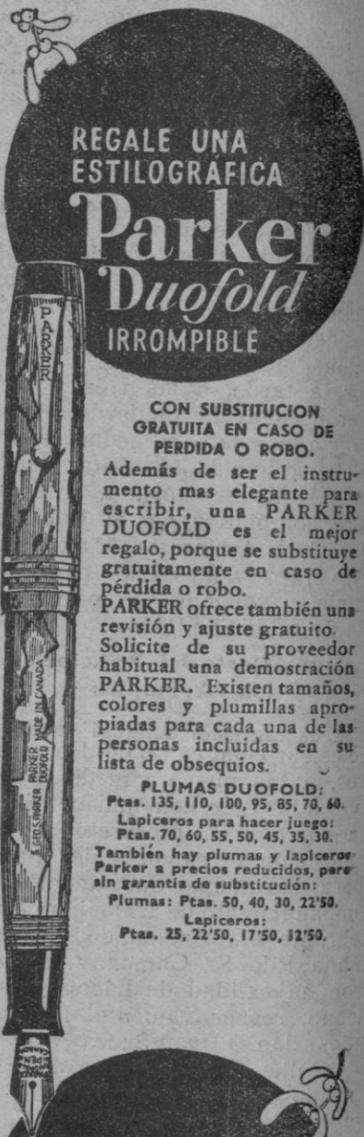 REGALE UNA
ESTILOGRÁFICA
Parker
Duofold
IRROMPIBLE
CON SUBSTITUCION
GRATUITA EN CASO DE
PERDIDA O ROBO.
Además de ser el instru-
mento mas elegante para
escribir, una PARKER
DUOFOLD es el mejor
regalo, porque se substituye
gratuitamente en caso de
pérdida o robo.
PARKER ofrece también una
revisión y ajuste gratuito.
Solicite de su proveedor
habitual una demostración
PARKER. Existen tamaños,
colores y plumillas apro-
piadas para cada una de las
personas incluidas en su
lista de obsequios.
PLUMAS DUOFOLD:
Ptas. 135, 110, 100, 95, 85, 70, 60.
Lapiceros para hacer juego:
Ptas. 70, 60, 55, 50, 45, 35, 30.
También hay plumas y lapiceros
Parker a precios reducidos, pero
sin garantía de substitución:
Plumas: Ptas. 50, 40, 30, 22'50.
Lapiceros:
Ptas. 25, 22'50, 17'50, 12'50.
PARKER
GEO. S. PARKER
DUOFOLD
PARKER
MADE IN CANADA
PEN